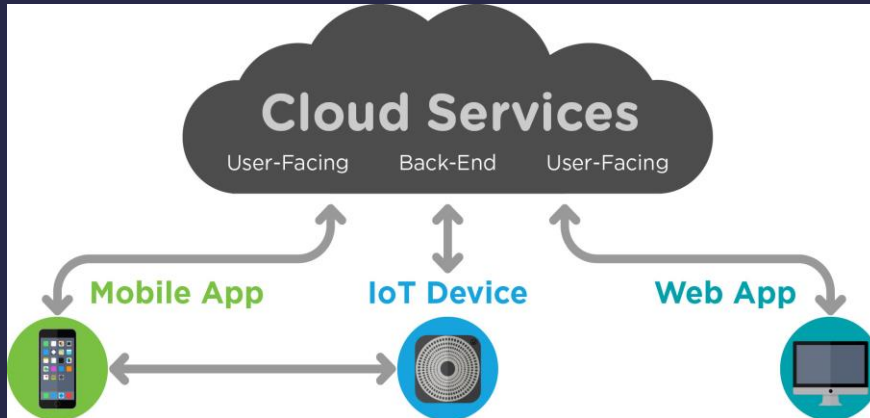 Cloud Services
User-Facing Back-End User-Facing
Mobile App IoT Device Web App